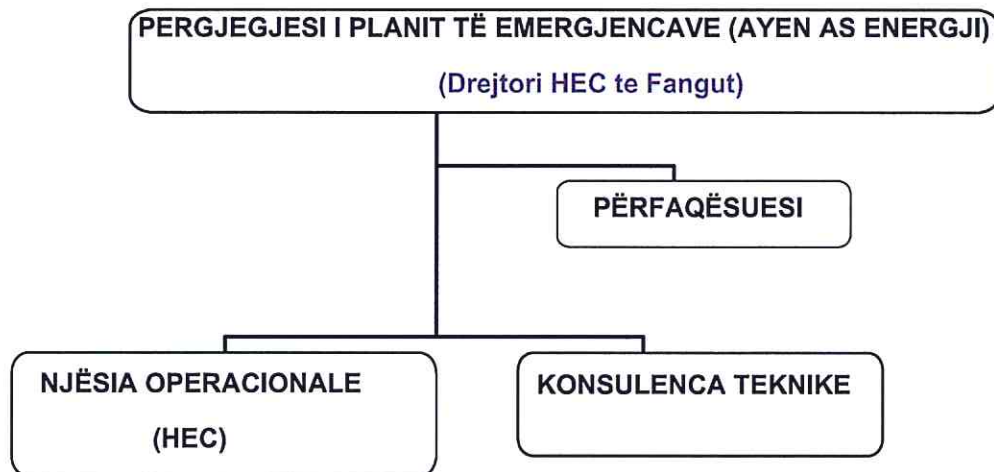 PERGJEGJESI I PLANIT TË EMERGJENCAVE (AYEN AS ENERGJI)
(Drejtori HEC te Fangut)
PËRFAQËSUESI
NJËSIA OPERACIONALE
(HEC)
KONSULENCA TEKNIKE